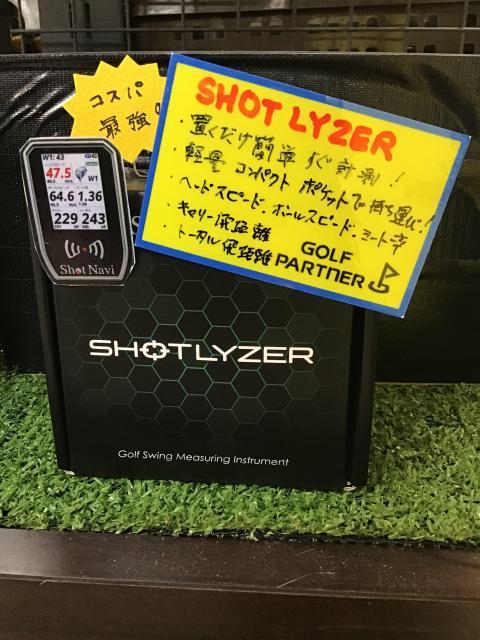 コスパ
最強
SHOT LYZER
・置くだけ簡単 すぐ計測!
・軽量 コンパクト ポケットで持ち運び!
・ヘッドスピード ボールスピード・ミート率
・キャリー飛距離
・トータル飛距離
GOLF
PARTNER
W1: 43
47.5
W1
64.6 1.36
229 243
Shot Navi
SHOTLYZER
Golf Swing Measuring Instrument